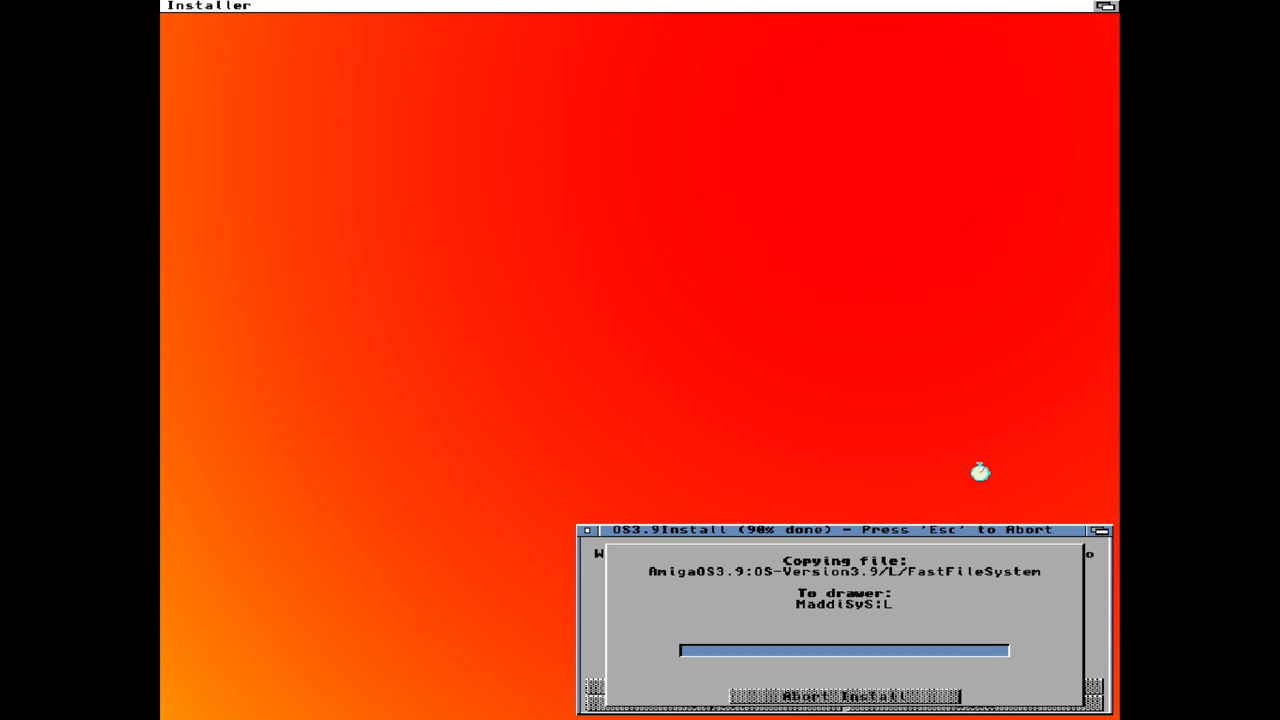 Installer
OS3.9Install (90% done) - Press 'Esc' to Abort
W
o
Copying file:
AmigaOS3.9:OS-Version3.9/L/FastFileSystem
To drawer:
MaddiSyS:L
Abort Install